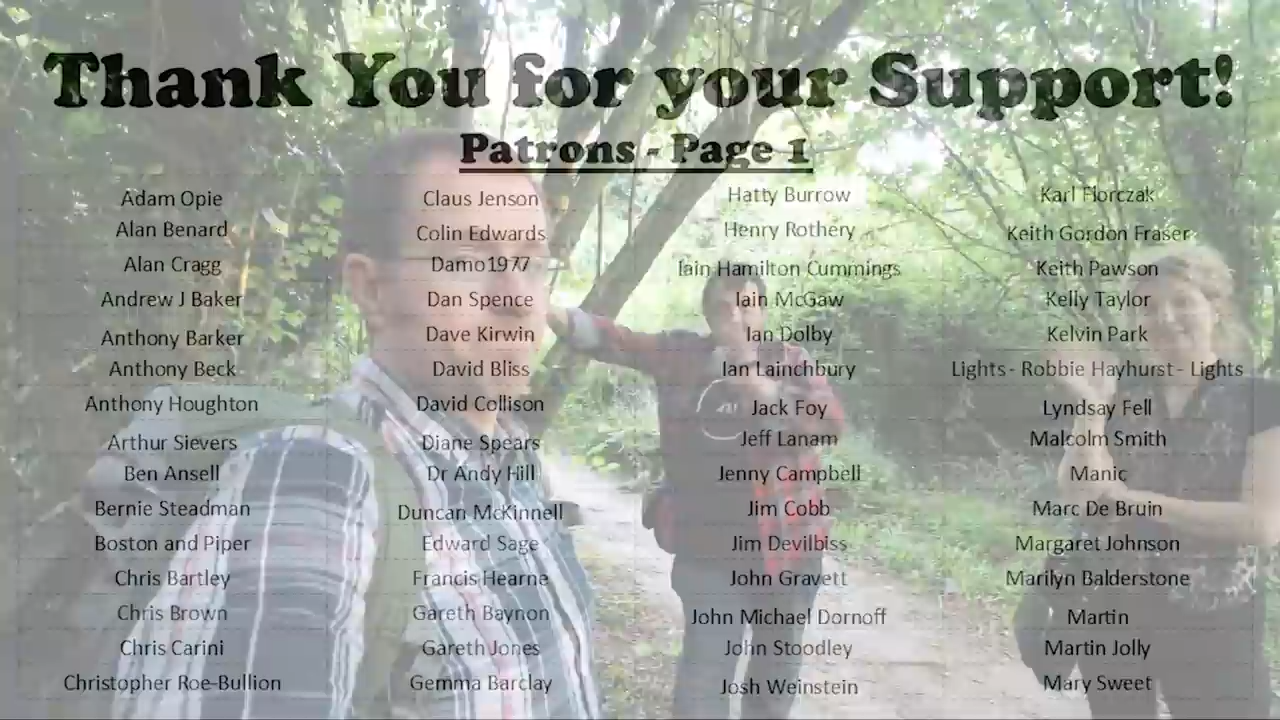 Thank You for your Support!
Patrons - Page 1
Adam Opie
Alan Benard
Alan Cragg
Andrew J Baker
Anthony Barker
Anthony Beck
Anthony Houghton
Arthur Sievers
Ben Ansell
Bernie Steadman
Boston and Piper
Chris Bartley
Chris Brown
Chris Carini
Christopher Roe-Bullion
Claus Jenson
Colin Edwards
Damo1977
Dan Spence
Dave Kirwin
David Bliss
David Collison
Diane Spears
Dr Andy Hill
Duncan McKinnell
Edward Sage
Francis Hearne
Gareth Baynon
Gareth Jones
Gemma Barclay
Hatty Burrow
Henry Rothery
Iain Hamilton Cummings
Iain McGaw
Ian Dolby
Ian Lainchbury
Jack Foy
Jeff Lanam
Jenny Campbell
Jim Cobb
Jim Devilbiss
John Gravett
John Michael Dornoff
John Stoodley
Josh Weinstein
Karl Florczak
Keith Gordon Fraser
Keith Pawson
Kelly Taylor
Kelvin Park
Lights - Robbie Hayhurst - Lights
Lyndsay Fell
Malcolm Smith
Manic
Marc De Bruin
Margaret Johnson
Marilyn Balderstone
Martin
Martin Jolly
Mary Sweet